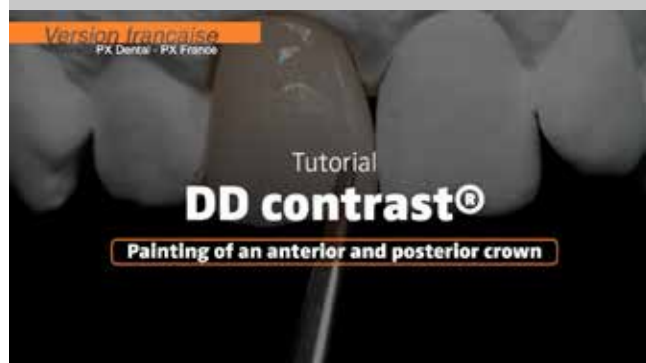 Version française
PX Dental - PX France
Tutorial
DD contrast®
Painting of an anterior and posterior crown